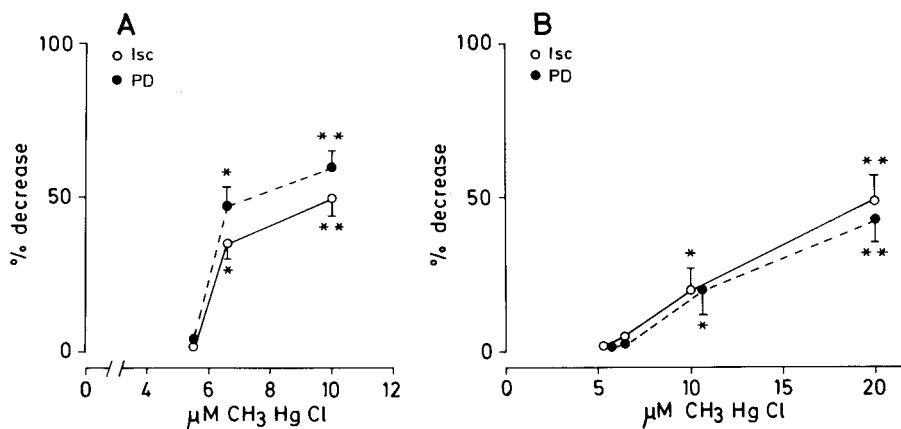 A
Isc
PD
100
50
0
% decrease
* *
*
* *
*
0 4 6 8 10 12
µM CH₃ Hg Cl
B
Isc
PD
100
50
0
% decrease
* *
*
* *
*
0 5 10 15 20
µM CH₃ Hg Cl